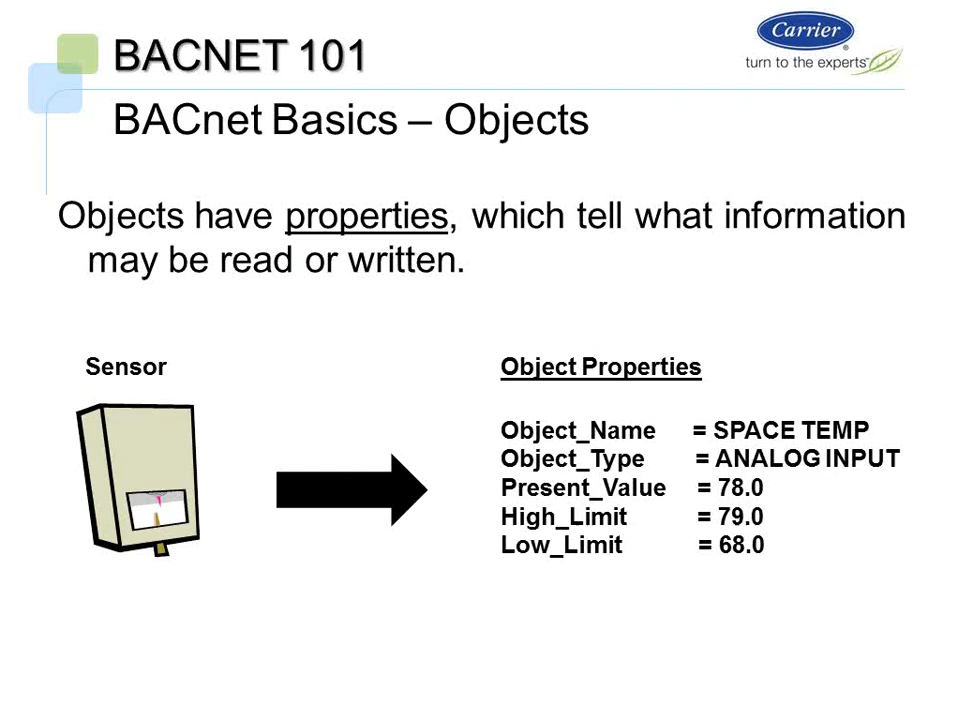 BACNET 101
Carrier
®
turn to the experts
BACnet Basics – Objects
Objects have properties, which tell what information
may be read or written.
Sensor
Object Properties
Object_Name = SPACE TEMP
Object_Type = ANALOG INPUT
Present_Value = 78.0
High_Limit = 79.0
Low_Limit = 68.0